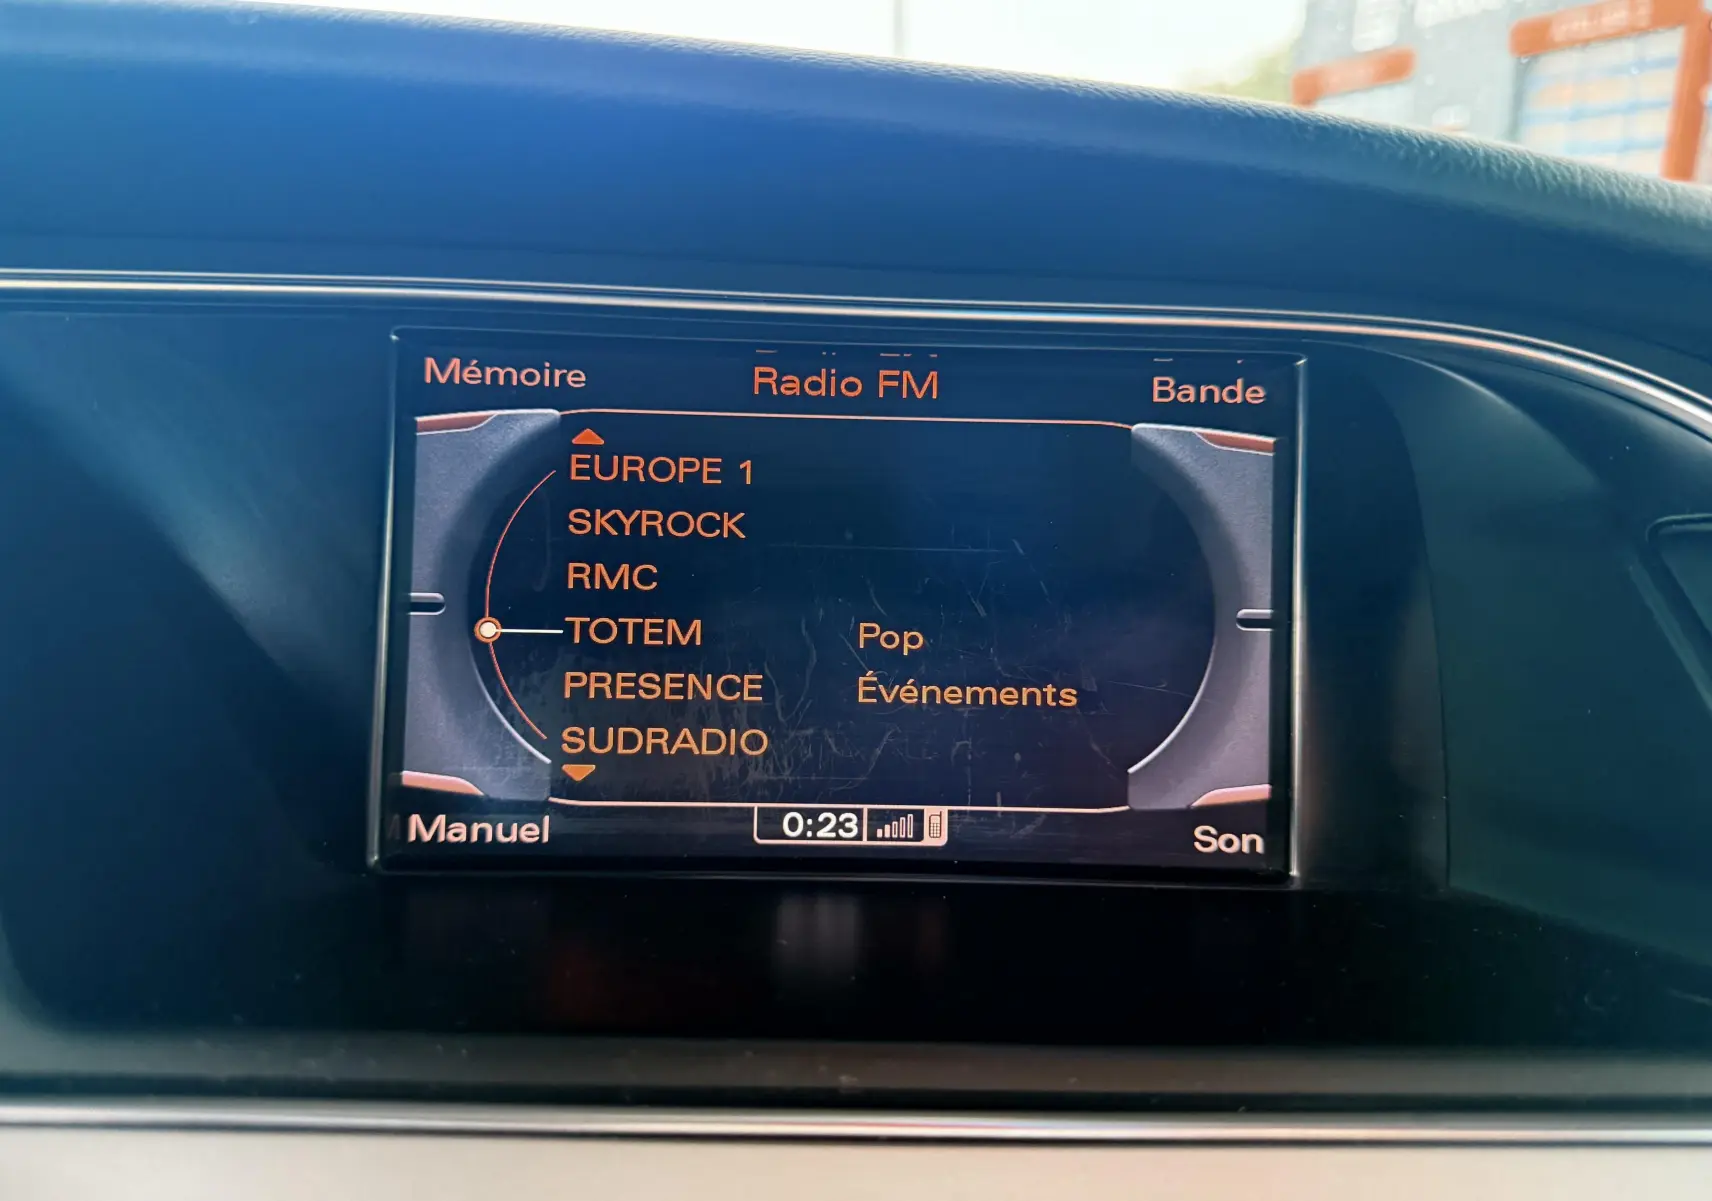 Mémoire Radio FM Bande
EUROPE 1
SKYROCK
RMC
TOTEM Pop
PRESENCE Événements
SUDRADIO
Manuel 0:23 Son